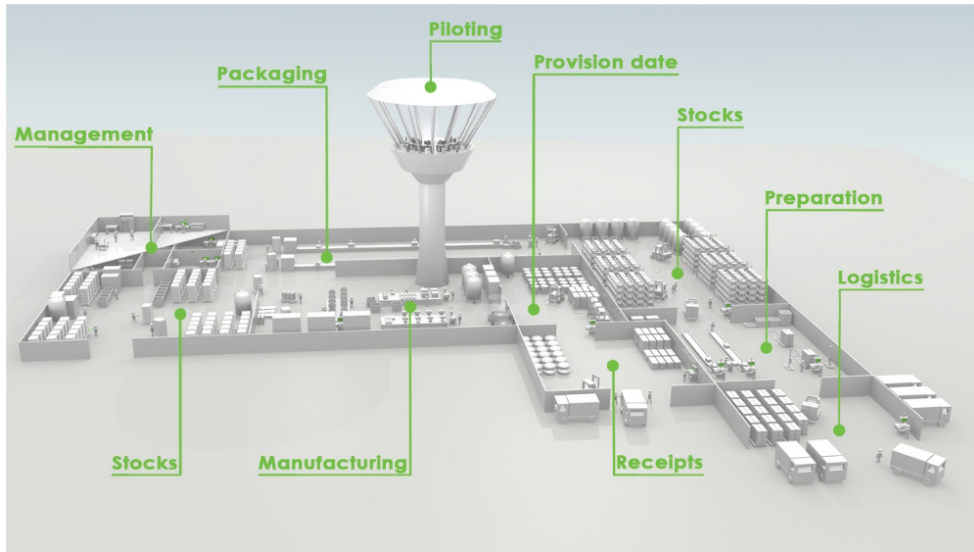 Piloting
Provision date
Packaging
Stocks
Management
Preparation
Logistics
Stocks
Manufacturing
Receipts